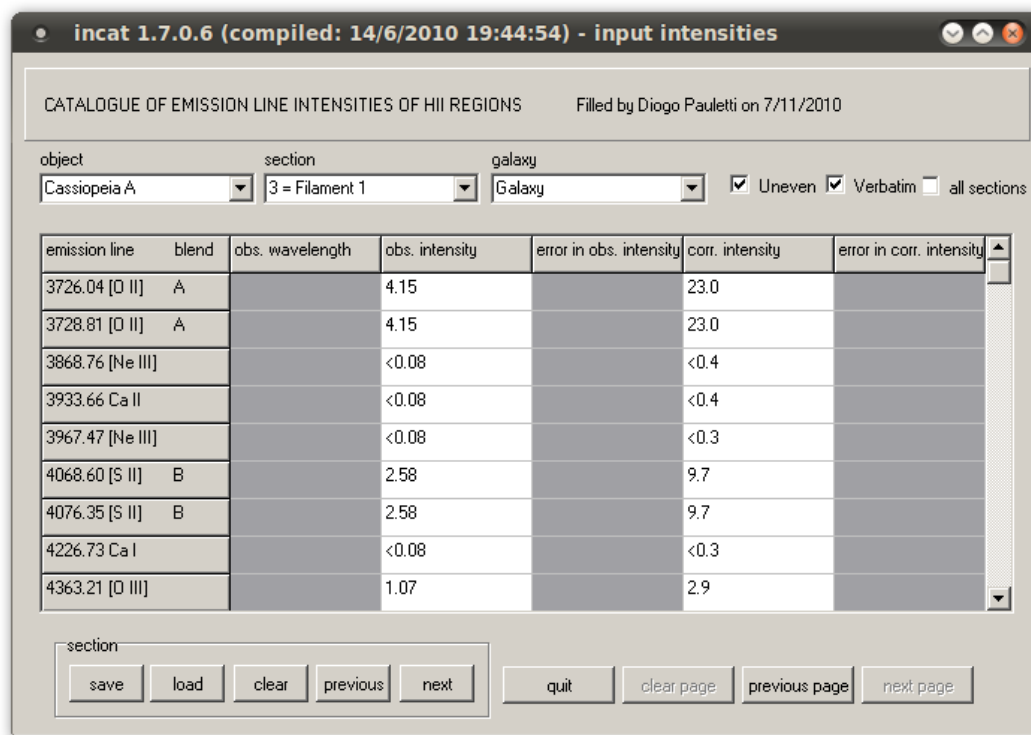 incat 1.7.0.6 (compiled: 14/6/2010 19:44:54) - input intensities
CATALOGUE OF EMISSION LINE INTENSITIES OF HII REGIONS Filled by Diogo Pauletti on 7/11/2010
object section galaxy
Cassiopeia A 3 = Filament 1 Galaxy Uneven Verbatim all sections
emission line blend obs. wavelength obs. intensity error in obs. intensity corr. intensity error in corr. intensity
3726.04 [O II] A 4.15 23.0
3728.81 [O II] A 4.15 23.0
3868.76 [Ne III] <0.08 <0.4
3933.66 Ca II <0.08 <0.4
3967.47 [Ne III] <0.08 <0.3
4068.60 [S II] B 2.58 9.7
4076.35 [S II] B 2.58 9.7
4226.73 Ca I <0.08 <0.3
4363.21 [O III] 1.07 2.9
section
save load clear previous next quit clear page previous page next page